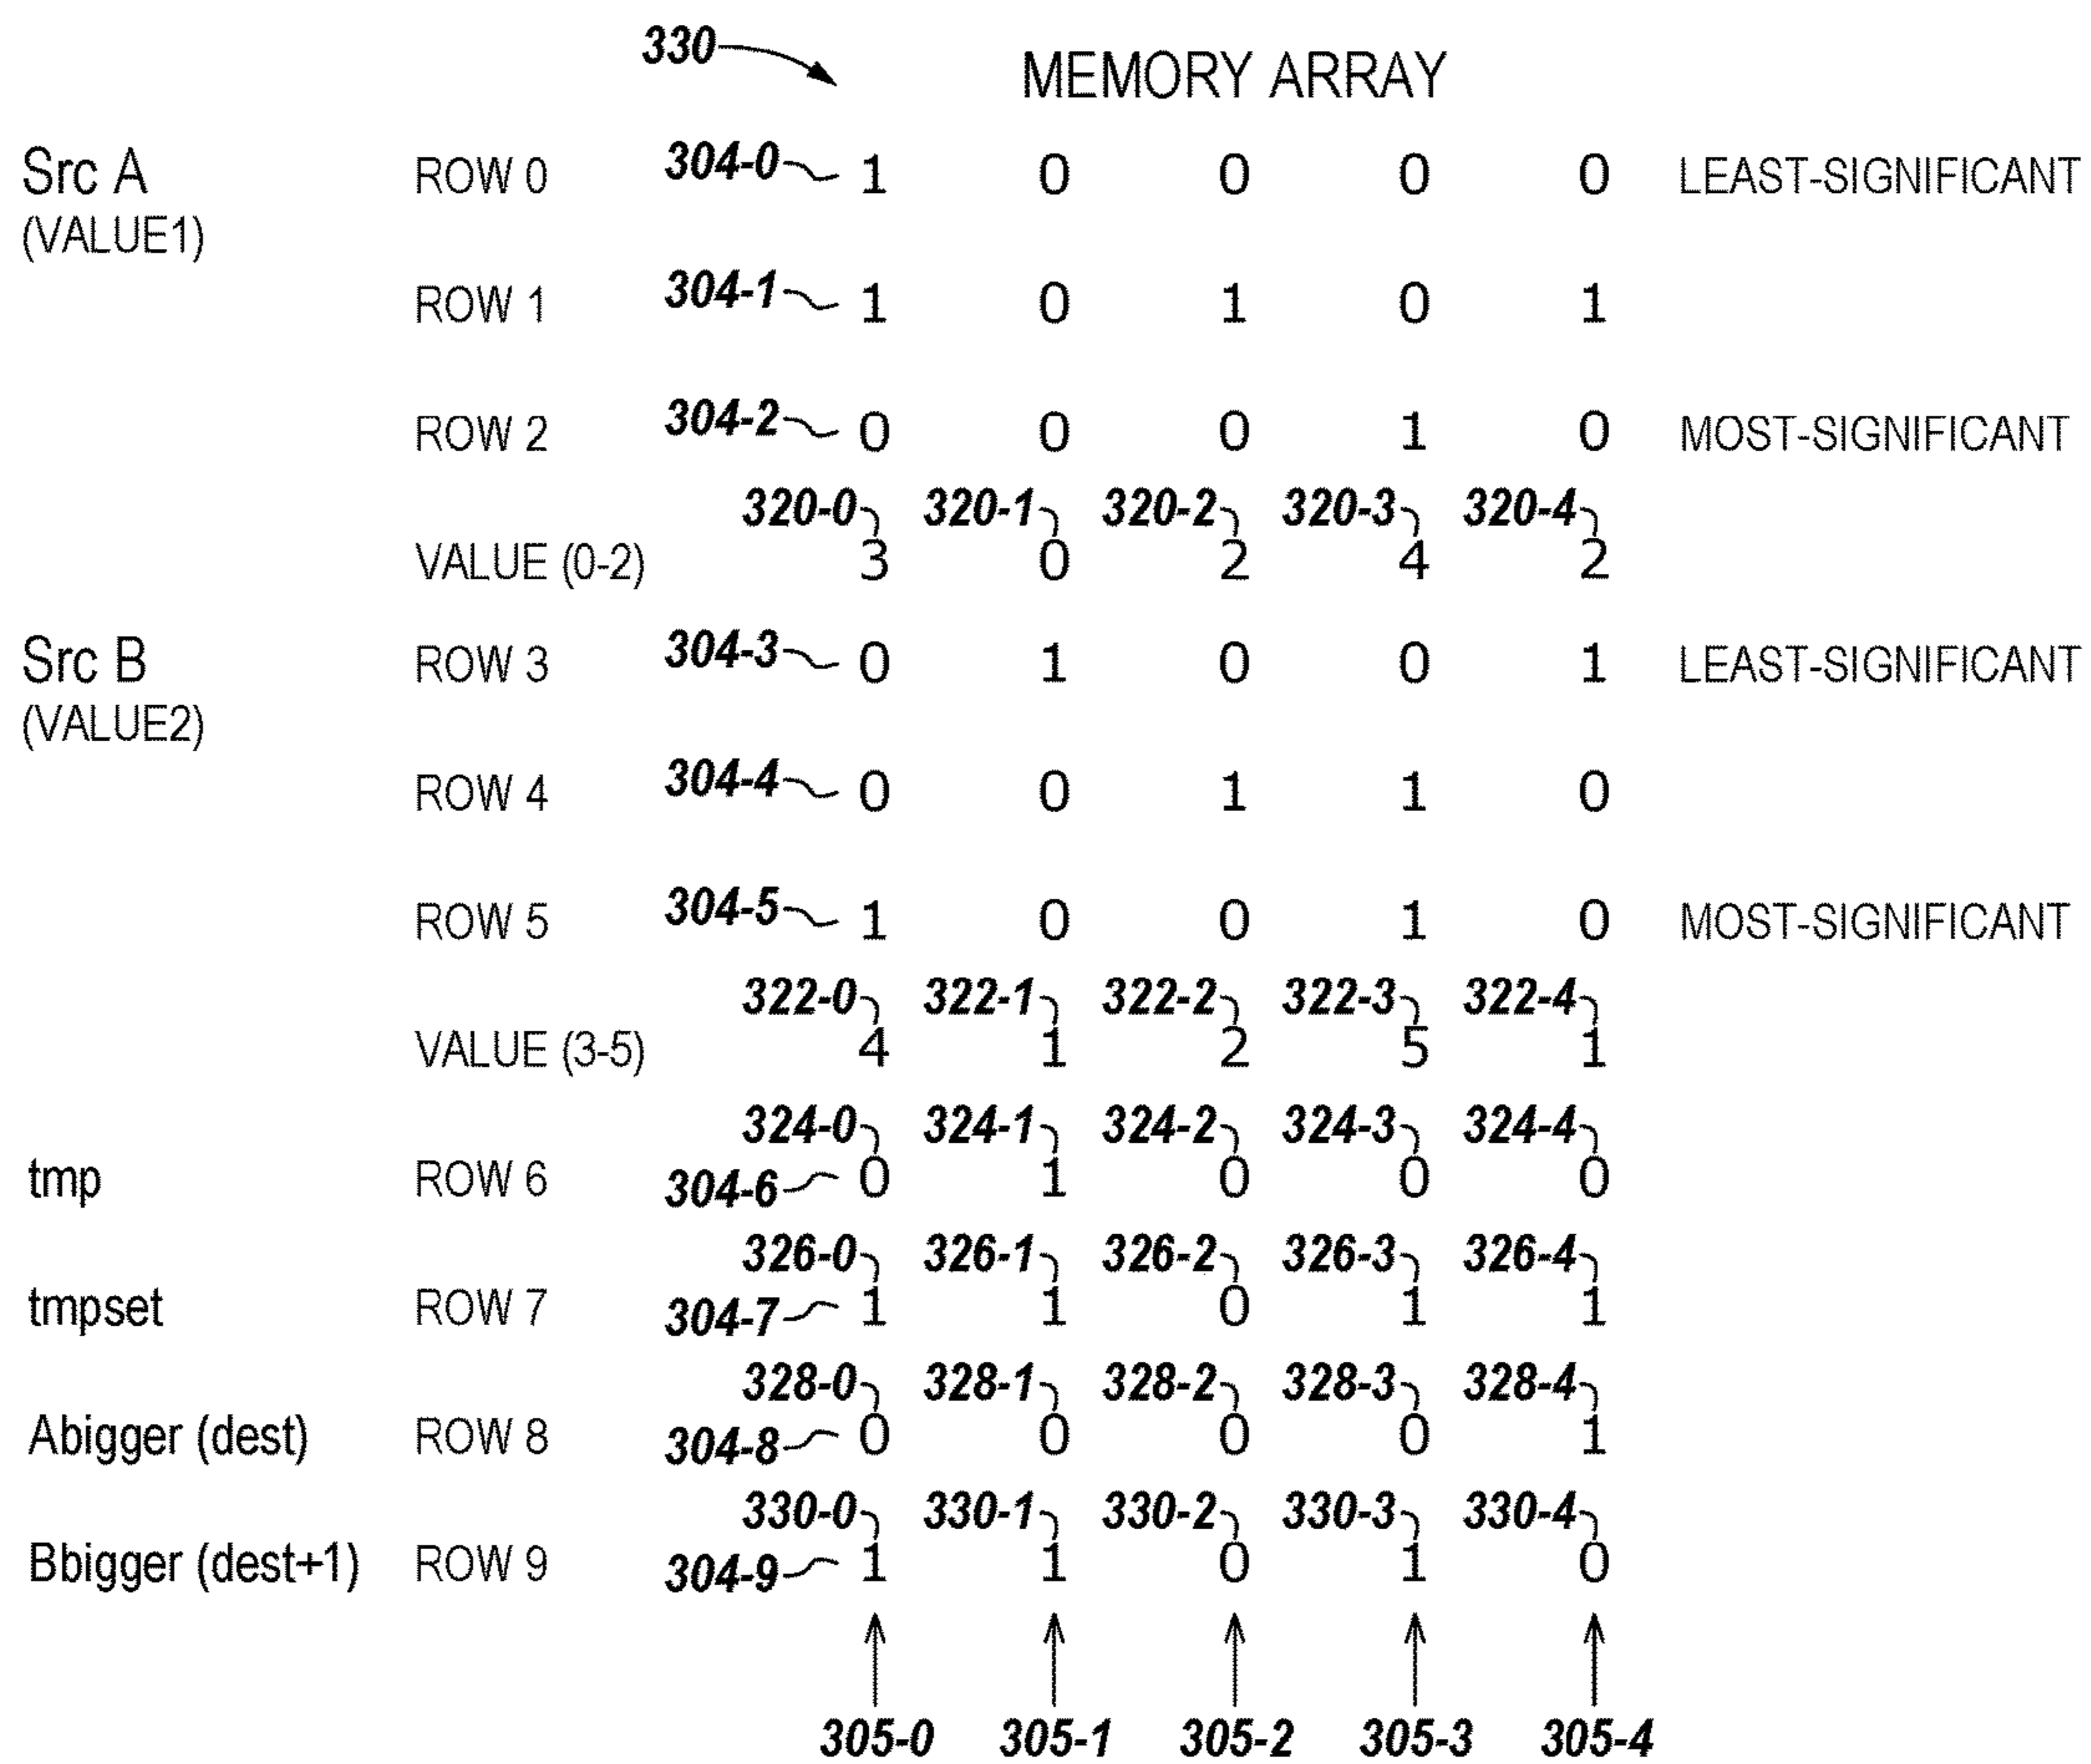 330 MEMORY ARRAY
Src A ROW 0 304-0 1 0 0 0 0 LEAST-SIGNIFICANT
(VALUE1)
ROW 1 304-1 1 0 1 0 1
ROW 2 304-2 0 0 0 1 0 MOST-SIGNIFICANT
320-0 320-1 320-2 320-3 320-4
VALUE (0-2) 3 0 2 4 2
Src B ROW 3 304-3 0 1 0 0 1 LEAST-SIGNIFICANT
(VALUE2)
ROW 4 304-4 0 0 1 1 0
ROW 5 304-5 1 0 0 1 0 MOST-SIGNIFICANT
322-0 322-1 322-2 322-3 322-4
VALUE (3-5) 4 1 2 5 1
324-0 324-1 324-2 324-3 324-4
tmp ROW 6 304-6 0 1 0 0 0
326-0 326-1 326-2 326-3 326-4
tmpset ROW 7 304-7 1 1 0 1 1
328-0 328-1 328-2 328-3 328-4
Abigger (dest) ROW 8 304-8 0 0 0 0 1
330-0 330-1 330-2 330-3 330-4
Bbigger (dest+1) ROW 9 304-9 1 1 0 1 0
305-0 305-1 305-2 305-3 305-4